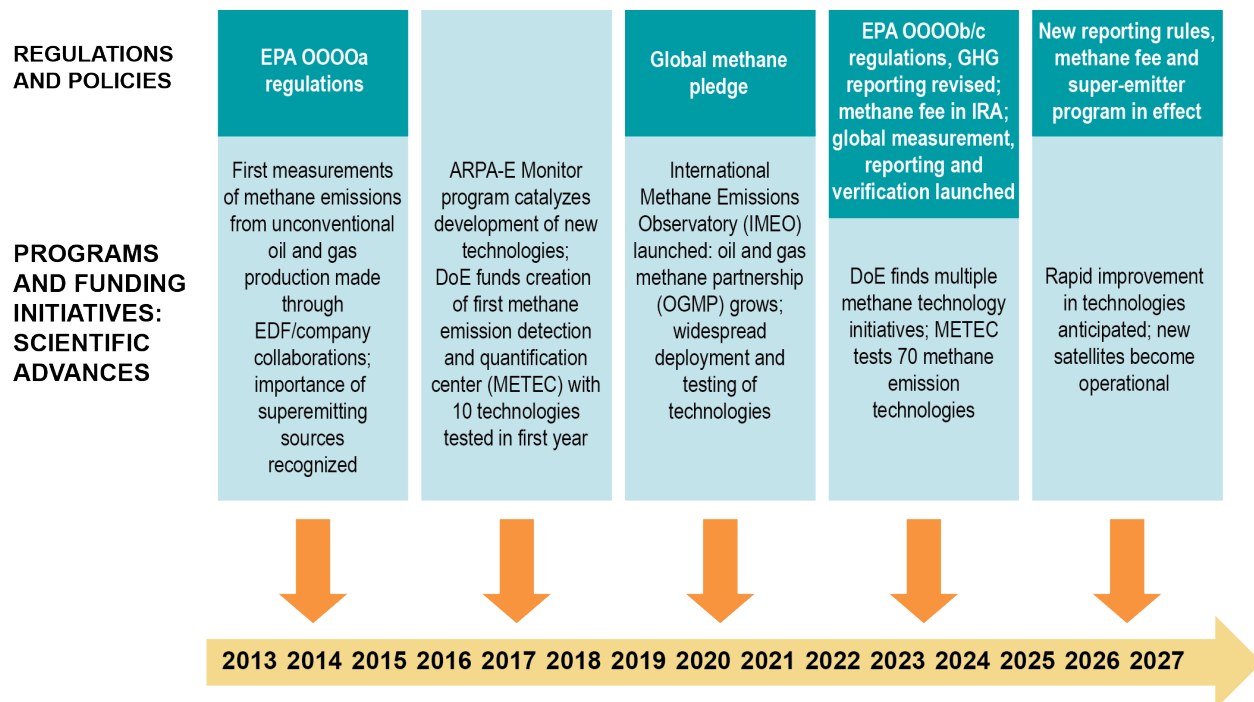 REGULATIONS
AND POLICIES
EPA OOOOa
regulations
Global methane
pledge
EPA OOOOb/c
regulations, GHG
reporting revised;
methane fee in IRA;
global measurement,
reporting and
verification launched
New reporting rules,
methane fee and
super-emitter
program in effect
PROGRAMS
AND FUNDING
INITIATIVES:
SCIENTIFIC
ADVANCES
First measurements
of methane emissions
from unconventional
oil and gas
production made
through
EDF/company
collaborations;
importance of
superemitting
sources
recognized
ARPA-E Monitor
program catalyzes
development of new
technologies;
DoE funds creation
of first methane
emission detection
and quantification
center (METEC) with
10 technologies
tested in first year
International
Methane Emissions
Observatory (IMEO)
launched: oil and gas
methane partnership
(OGMP) grows;
widespread
deployment and
testing of
technologies
DoE finds multiple
methane technology
initiatives; METEC
tests 70 methane
emission
technologies
Rapid improvement
in technologies
anticipated; new
satellites become
operational
2013 2014 2015 2016 2017 2018 2019 2020 2021 2022 2023 2024 2025 2026 2027